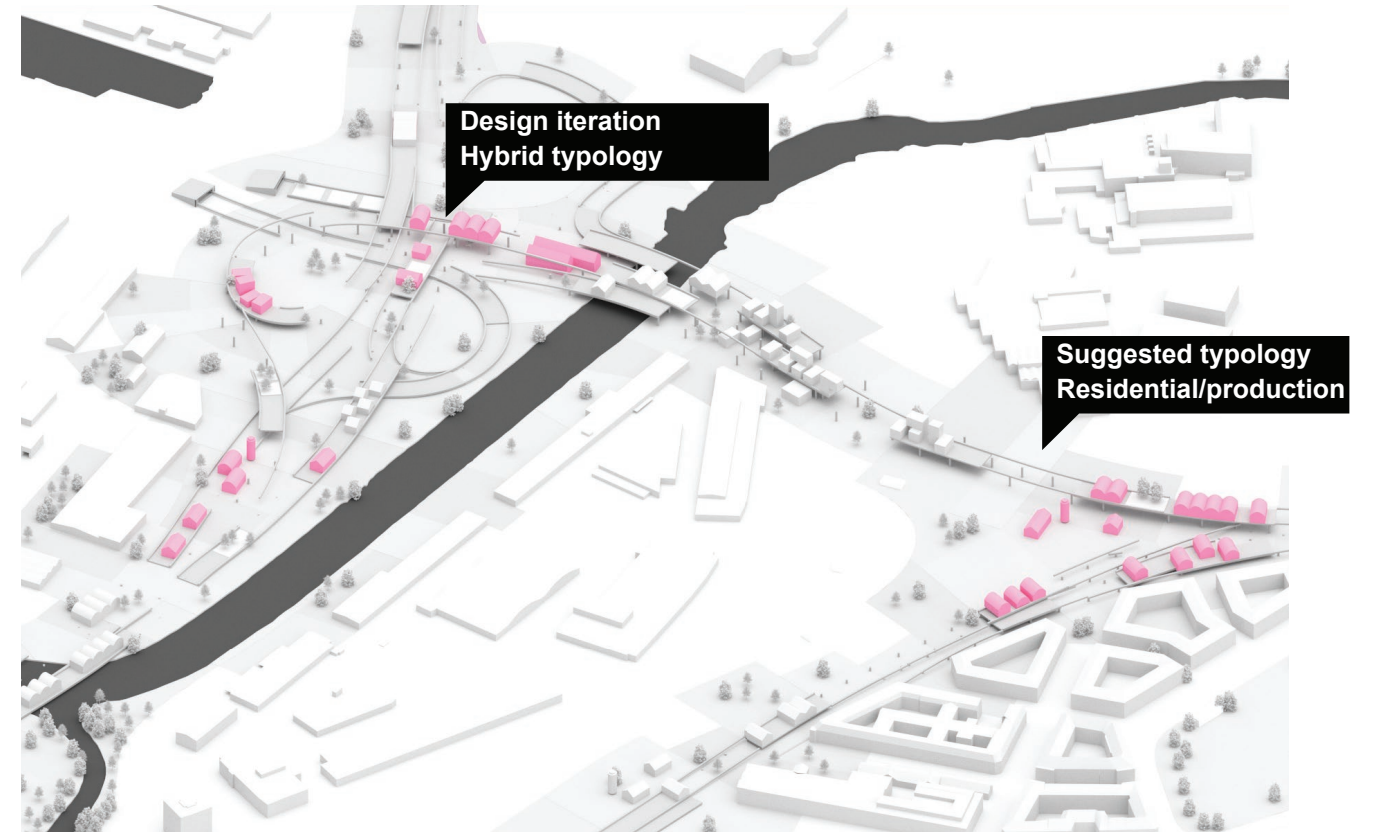 Design iteration
Hybrid typology
Suggested typology
Residential/production